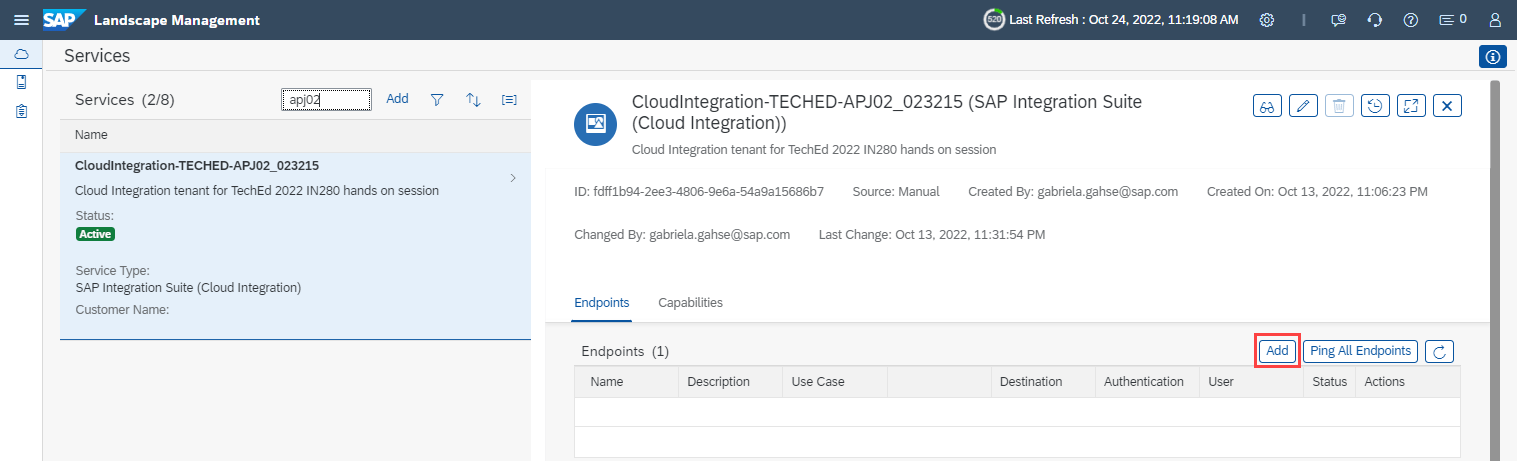 SAP Landscape Management
520 Last Refresh : Oct 24, 2022, 11:19:08 AM
0
Services
Services (2/8)
apj02
Add
Name
CloudIntegration-TECHED-APJ02_023215
Cloud Integration tenant for TechEd 2022 IN280 hands on session
Status:
Active
Service Type:
SAP Integration Suite (Cloud Integration)
Customer Name:
CloudIntegration-TECHED-APJ02_023215 (SAP Integration Suite
(Cloud Integration))
Cloud Integration tenant for TechEd 2022 IN280 hands on session
ID: fdff1b94-2ee3-4806-9e6a-54a9a15686b7 Source: Manual Created By: gabriela.gahse@sap.com Created On: Oct 13, 2022, 11:06:23 PM
Changed By: gabriela.gahse@sap.com Last Change: Oct 13, 2022, 11:31:54 PM
Endpoints Capabilities
Endpoints (1)
Add Ping All Endpoints
Name Description Use Case Destination Authentication User Status Actions